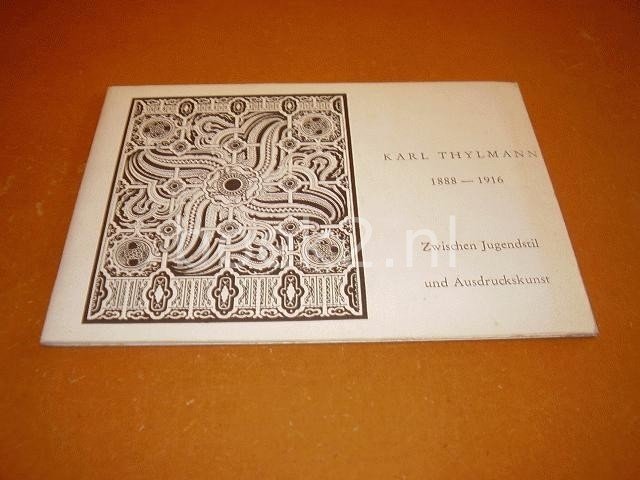 KARL THYLMANN
1888 — 1916
Zwischen Jugendstil
und Ausdruckskunst